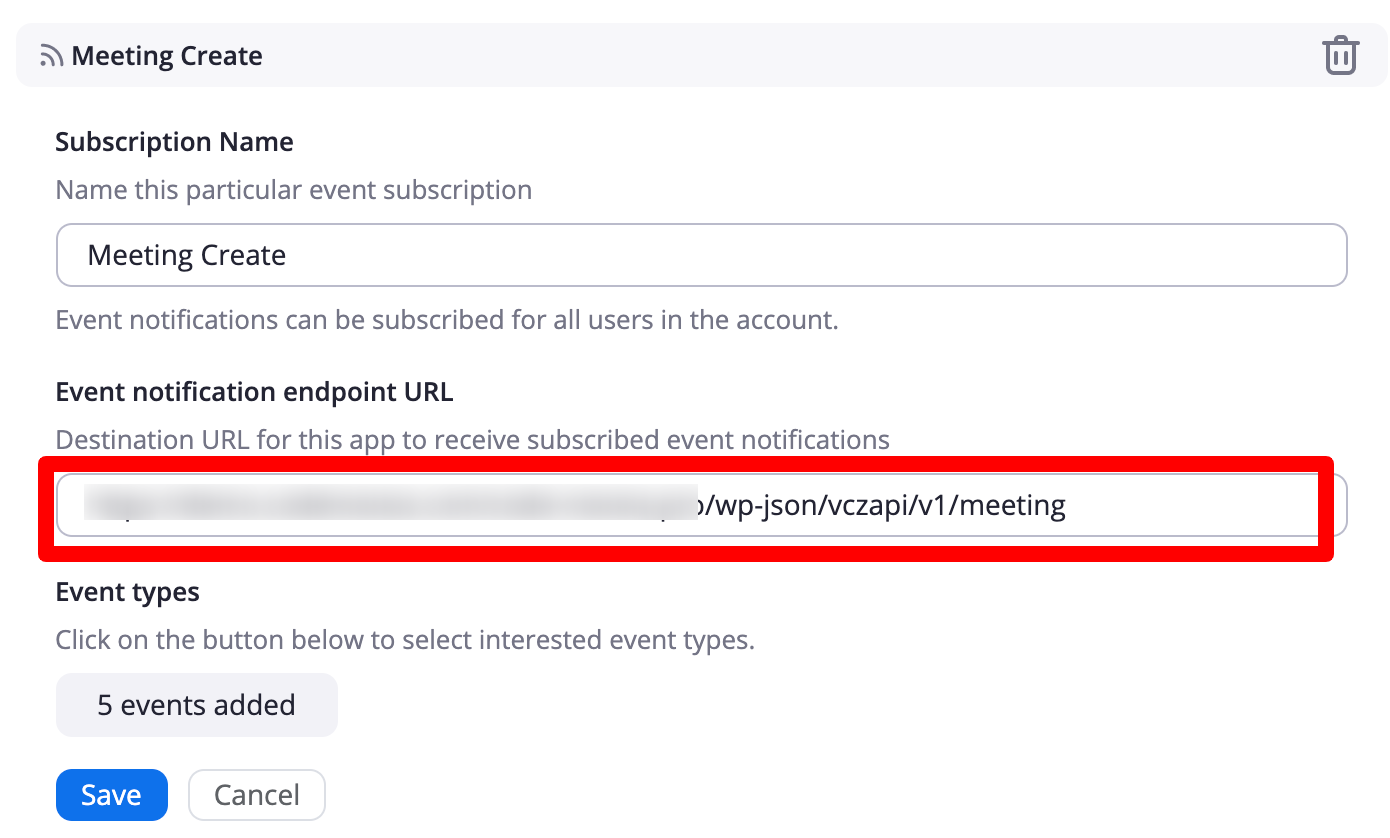 Meeting Create
Subscription Name
Name this particular event subscription
Meeting Create
Event notifications can be subscribed for all users in the account.
Event notification endpoint URL
Destination URL for this app to receive subscribed event notifications
/wp-json/vczapi/v1/meeting
Event types
Click on the button below to select interested event types.
5 events added
Save
Cancel